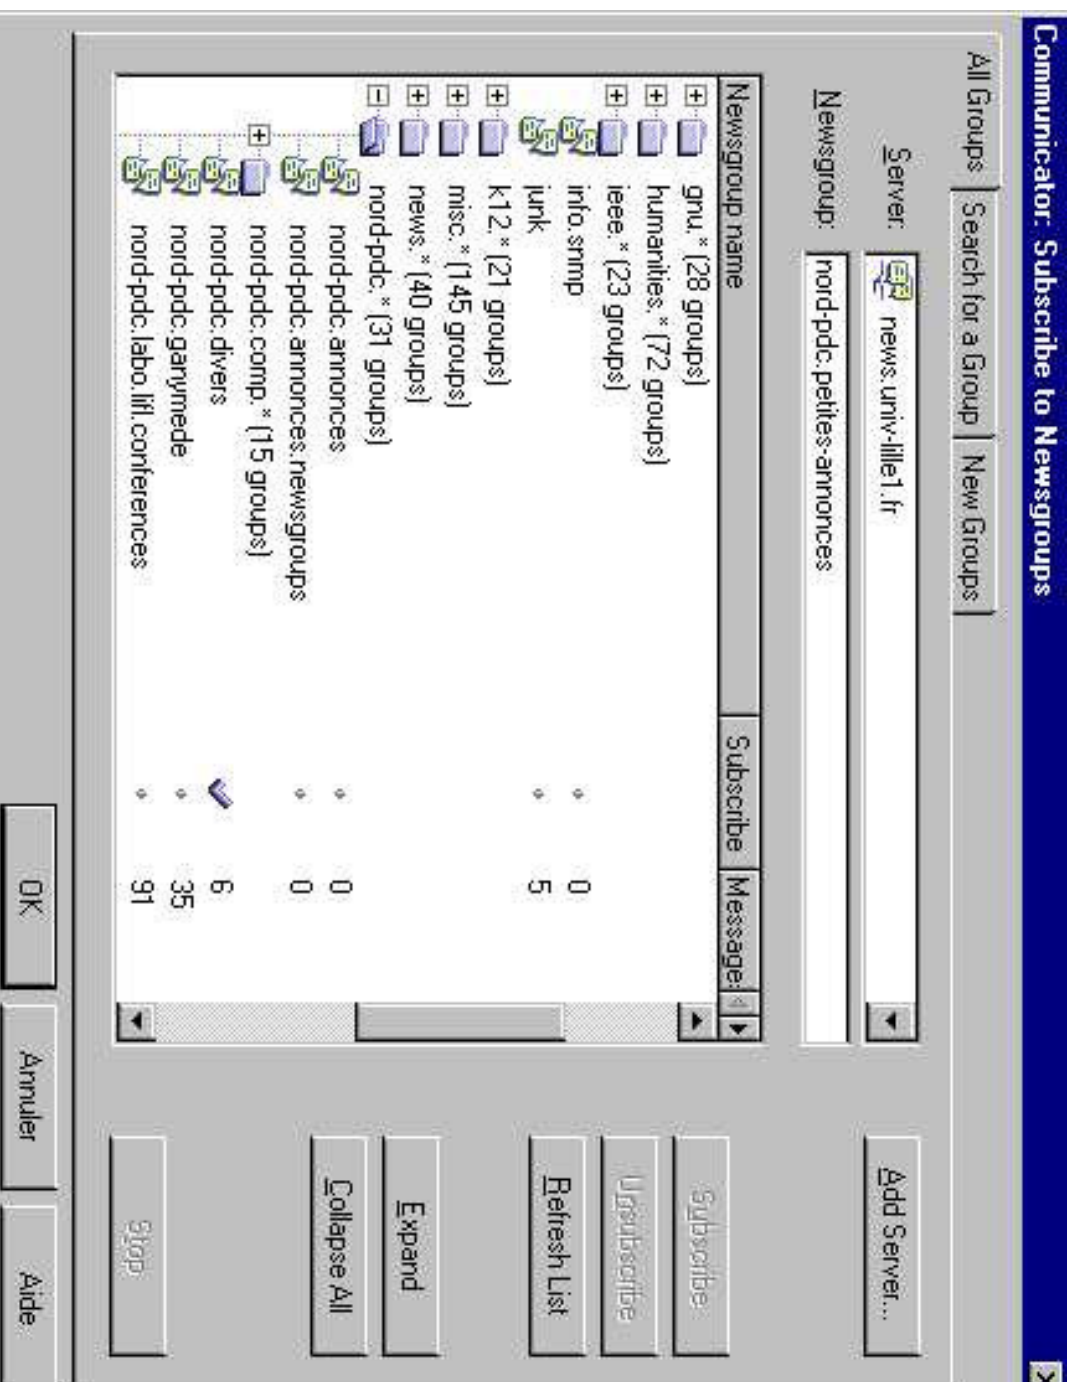 Communicator: Subscribe to Newsgroups
All Groups Search for a Group New Groups
Server: news.univ-lille1.fr Add Server...
Newsgroup: nord-pdc.petites-annonces
Newsgroup name Subscribe Message:
gnu.* (28 groups)
humanities.* (72 groups)
ieee.* (23 groups)
info.snmp 0
junk 5
k12.* (21 groups)
misc.* (145 groups)
news.* (40 groups)
nord-pdc.* (31 groups)
nord-pdc.annonces 0
nord-pdc.annonces.newsgroups 0
nord-pdc.comp.* (15 groups)
nord-pdc.divers 6
nord-pdc.ganymede 35
nord-pdc.labo.lifl.conferences 91
Subscribe
Unsubscribe
Refresh List
Expand
Collapse All
Stop
OK Annuler Aide